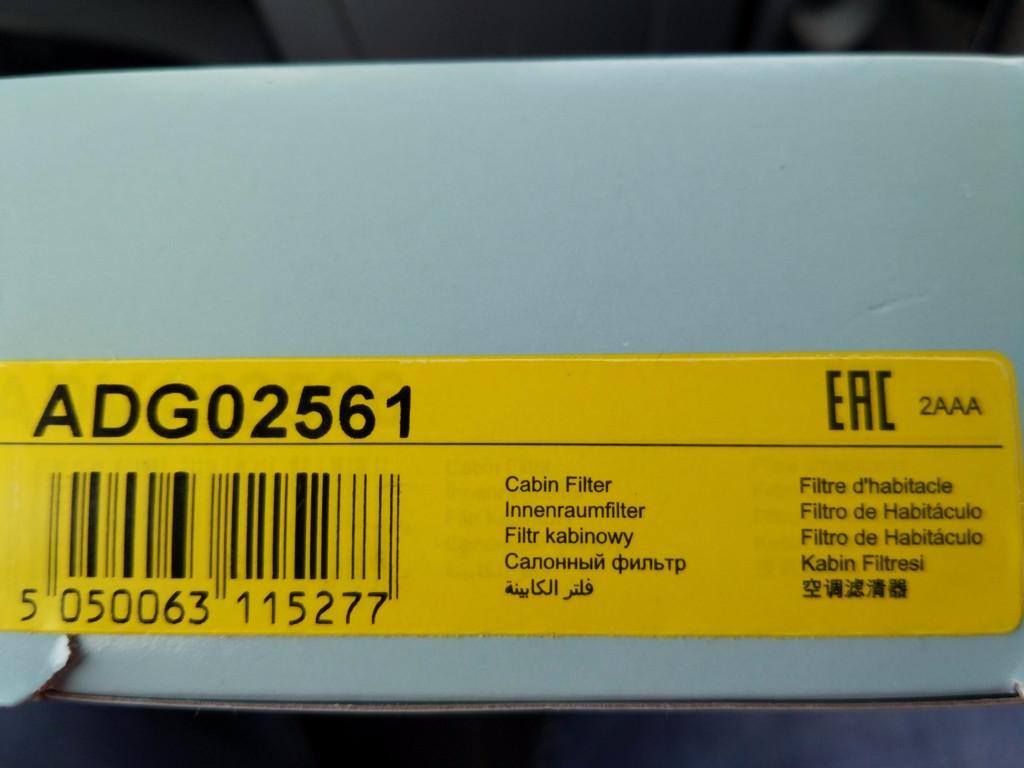 ADG02561
EAC 2AAA
Cabin Filter
Innenraumfilter
Filtr kabinowy
Салонный фильтр
فلتر الكابينة
Filtre d'habitacle
Filtro de Habitáculo
Filtro de Habitáculo
Kabin Filtresi
空调滤清器
5 050063 115277